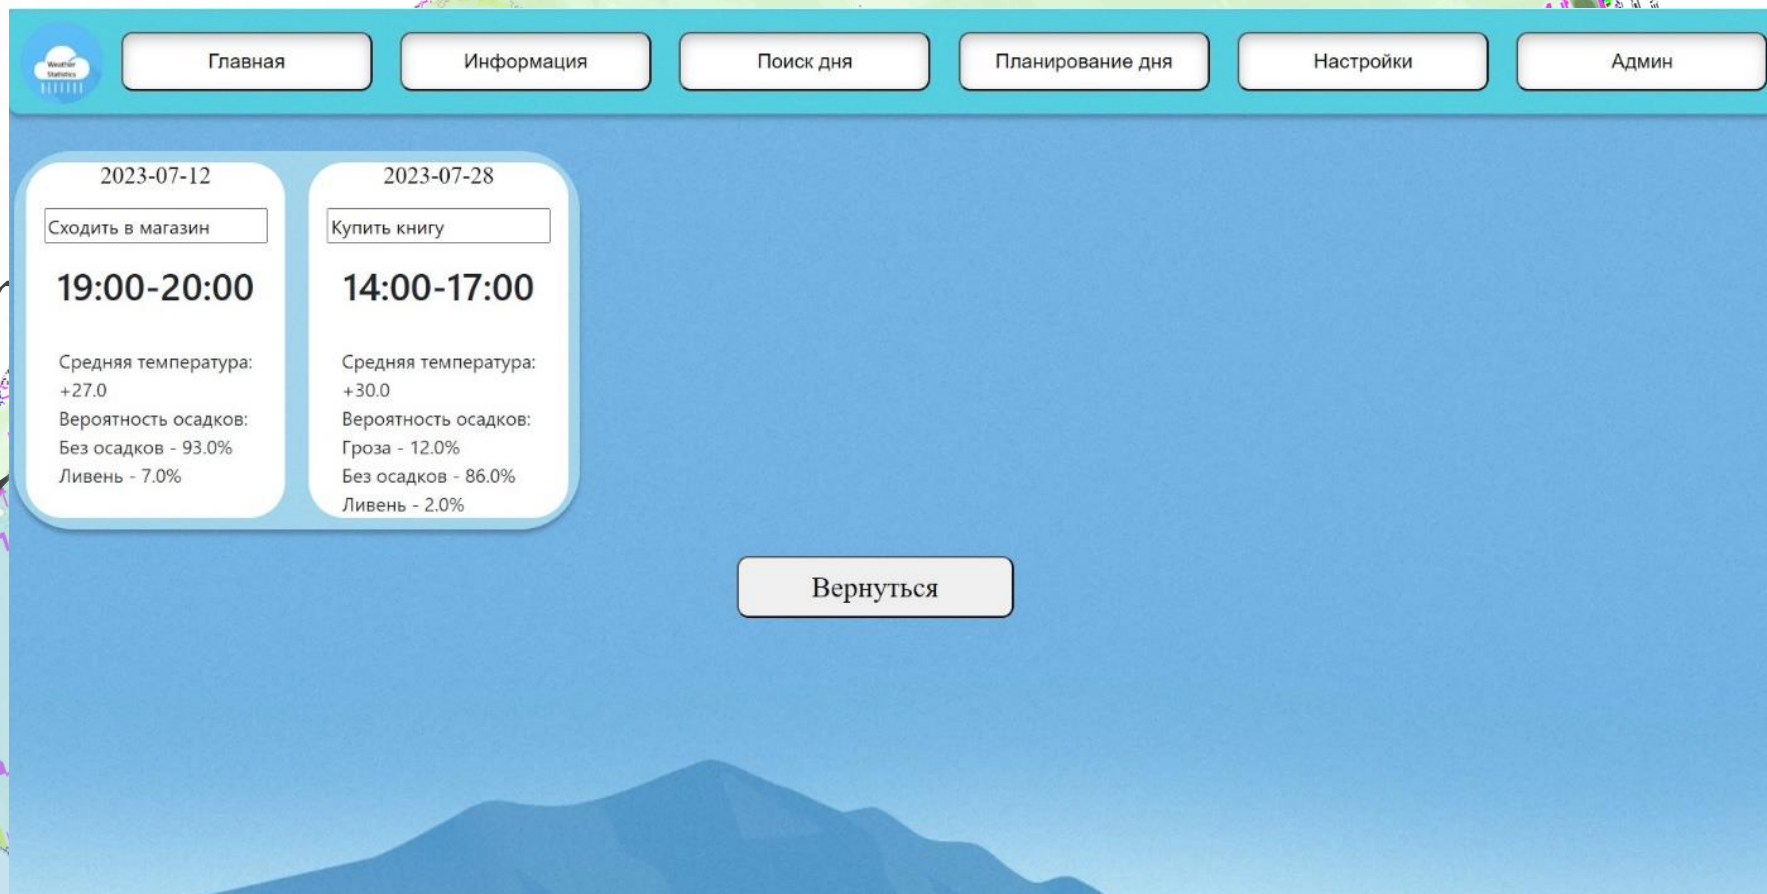 Weather
Statistics
Главная
Информация
Поиск дня
Планирование дня
Настройки
Админ
2023-07-12
Сходить в магазин
19:00-20:00
Средняя температура:
+27.0
Вероятность осадков:
Без осадков - 93.0%
Ливень - 7.0%
2023-07-28
Купить книгу
14:00-17:00
Средняя температура:
+30.0
Вероятность осадков:
Гроза - 12.0%
Без осадков - 86.0%
Ливень - 2.0%
Вернуться